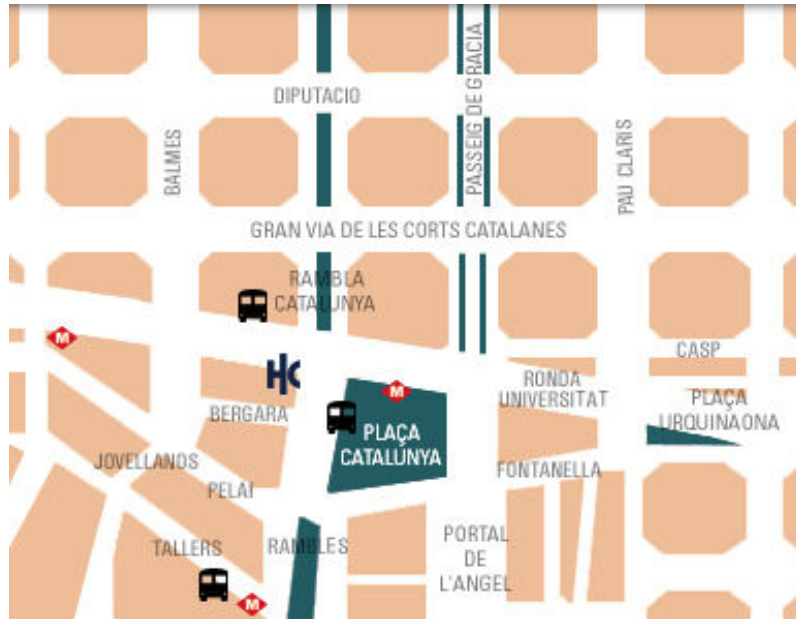 DIPUTACIO
PASSEIG DE GRACIA
BALMES
PAU CLARIS
GRAN VIA DE LES CORTS CATALANES
RAMBLA
CATALUNYA
M
CASP
HC
M
RONDA
UNIVERSITAT
PLAÇA
URQUINAONA
BERGARA
PLAÇA
CATALUNYA
JOVELLANOS
FONTANELLA
PELAÍ
TALLERS
RAMBLES
PORTAL
DE
L'ANGEL
M